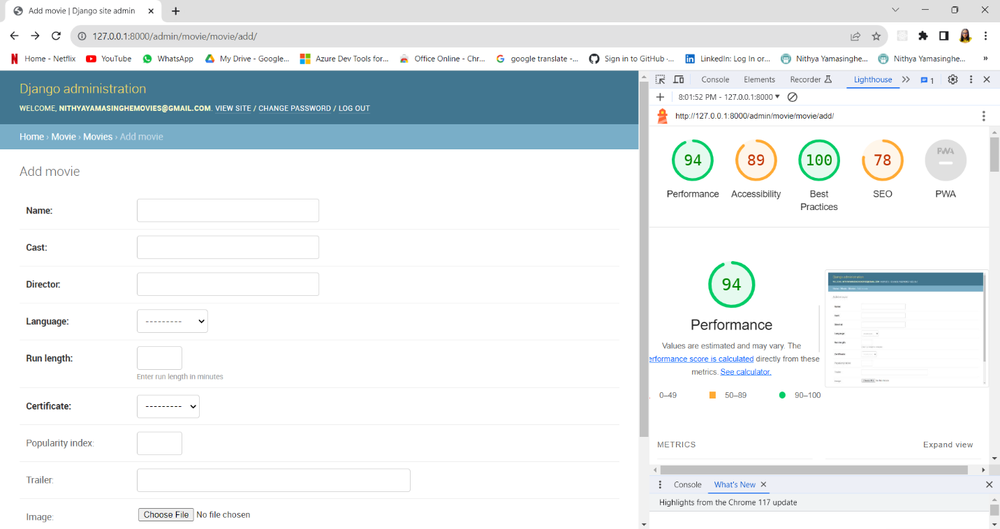 Add movie | Django site admin
127.0.0.1:8000/admin/movie/movie/add/
Home - Netflix YouTube WhatsApp My Drive - Google... Azure Dev Tools for... Office Online - Chr... google translate -... Sign in to GitHub ·... LinkedIn: Log In or... Nithya Yamasinghe... Nithya Yamasinghe... »
Django administration
WELCOME, NITHYAYAMASINGHEMOVIES@GMAIL.COM. VIEW SITE / CHANGE PASSWORD / LOG OUT
Home › Movie › Movies › Add movie
Add movie
Name:
Cast:
Director:
Language: ---------
Run length:
Enter run length in minutes
Certificate: ---------
Popularity index:
Trailer:
Image: Choose File No file chosen
Console Elements Recorder Lighthouse 1
8:01:52 PM - 127.0.0.1:8000
http://127.0.0.1:8000/admin/movie/movie/add/
94 89 100 78 PWA
Performance Accessibility Best Practices SEO PWA
94
Performance
Values are estimated and may vary. The
erformance score is calculated directly from these
metrics. See calculator.
0–49 50–89 90–100
METRICS Expand view
Console What's New
Highlights from the Chrome 117 update